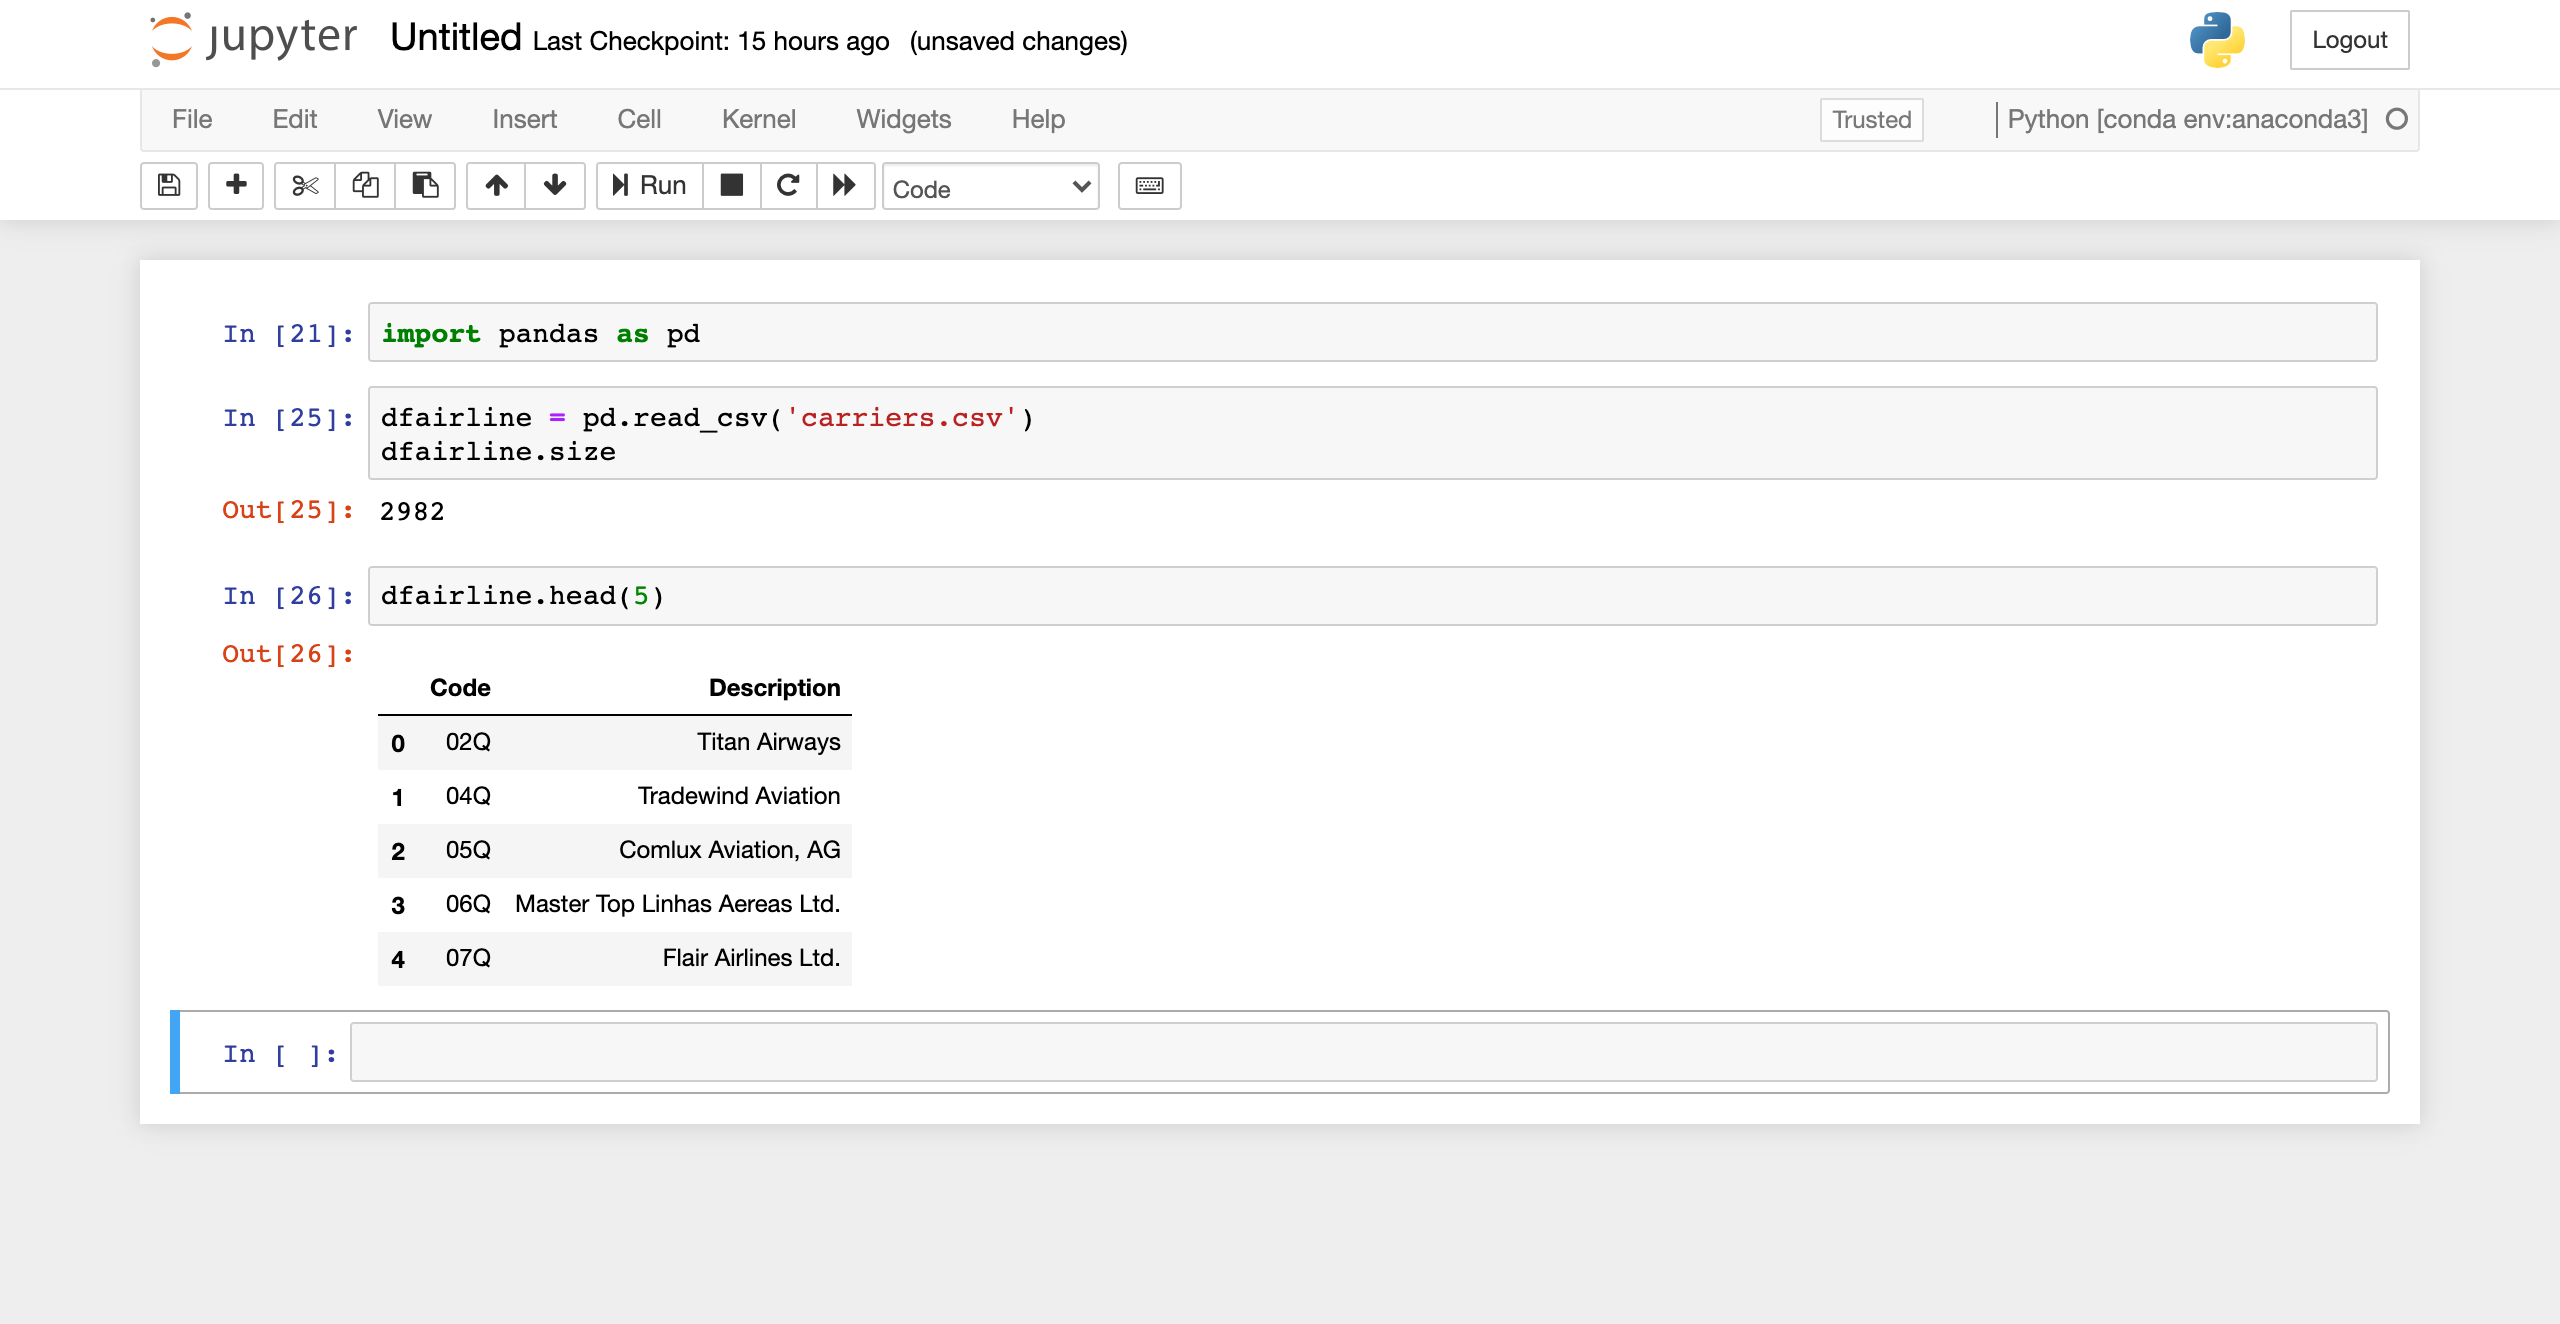 jupyter Untitled Last Checkpoint: 15 hours ago (unsaved changes) Logout
File Edit View Insert Cell Kernel Widgets Help Trusted Python [conda env:anaconda3]
Run Code
In [21]: import pandas as pd
In [25]: dfairline = pd.read_csv('carriers.csv')
dfairline.size
Out[25]: 2982
In [26]: dfairline.head(5)
Out[26]:
Code Description
0 02Q Titan Airways
1 04Q Tradewind Aviation
2 05Q Comlux Aviation, AG
3 06Q Master Top Linhas Aereas Ltd.
4 07Q Flair Airlines Ltd.
In [ ]: